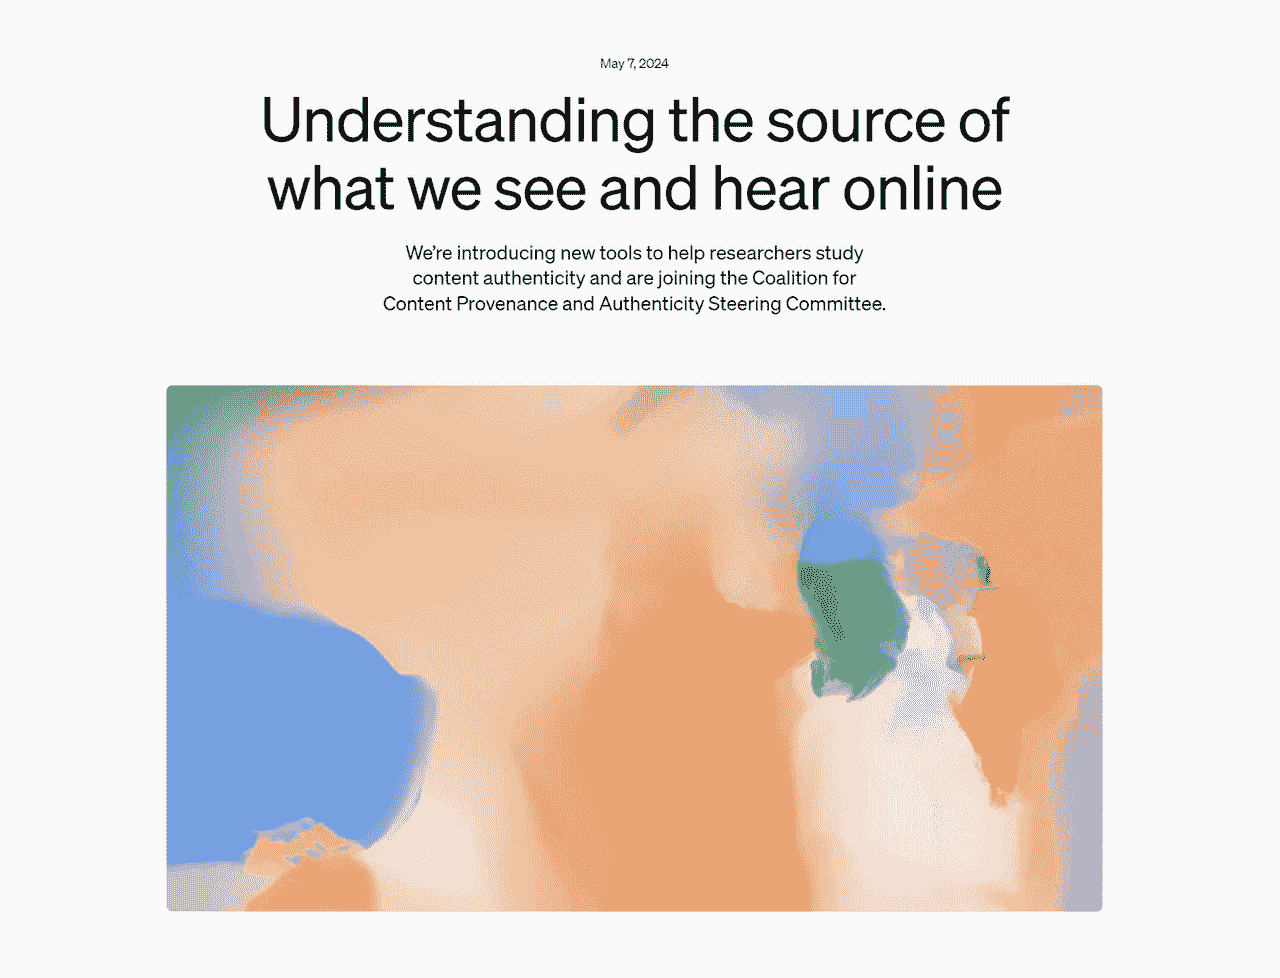 May 7, 2024
Understanding the source of
what we see and hear online
We’re introducing new tools to help researchers study
content authenticity and are joining the Coalition for
Content Provenance and Authenticity Steering Committee.